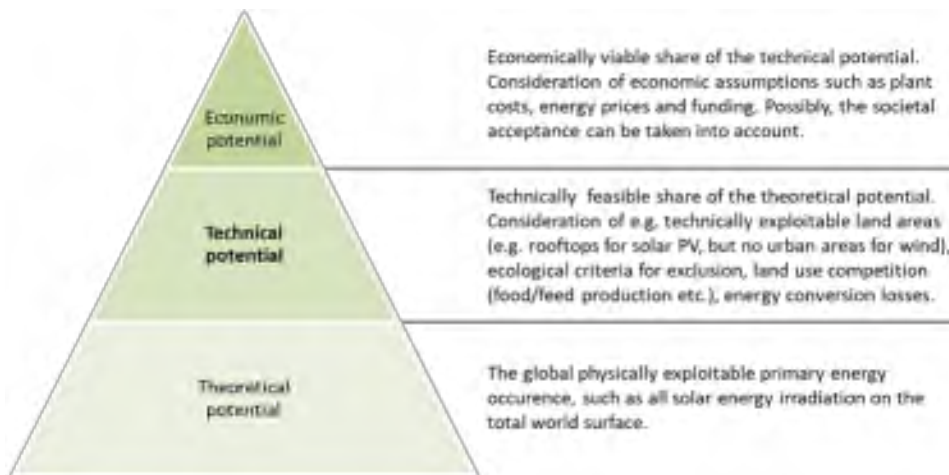 Economic
potential
Economically viable share of the technical potential.
Consideration of economic assumptions such as plant
costs, energy prices and funding. Possibly, the societal
acceptance can be taken into account.
Technical
potential
Technically feasible share of the theoretical potential.
Consideration of e.g. technically exploitable land areas
(e.g. rooftops for solar PV, but no urban areas for wind),
ecological criteria for exclusion, land use competition
(food/feed production etc.), energy conversion losses.
Theoretical
potential
The global physically exploitable primary energy
occurence, such as all solar energy irradiation on the
total world surface.